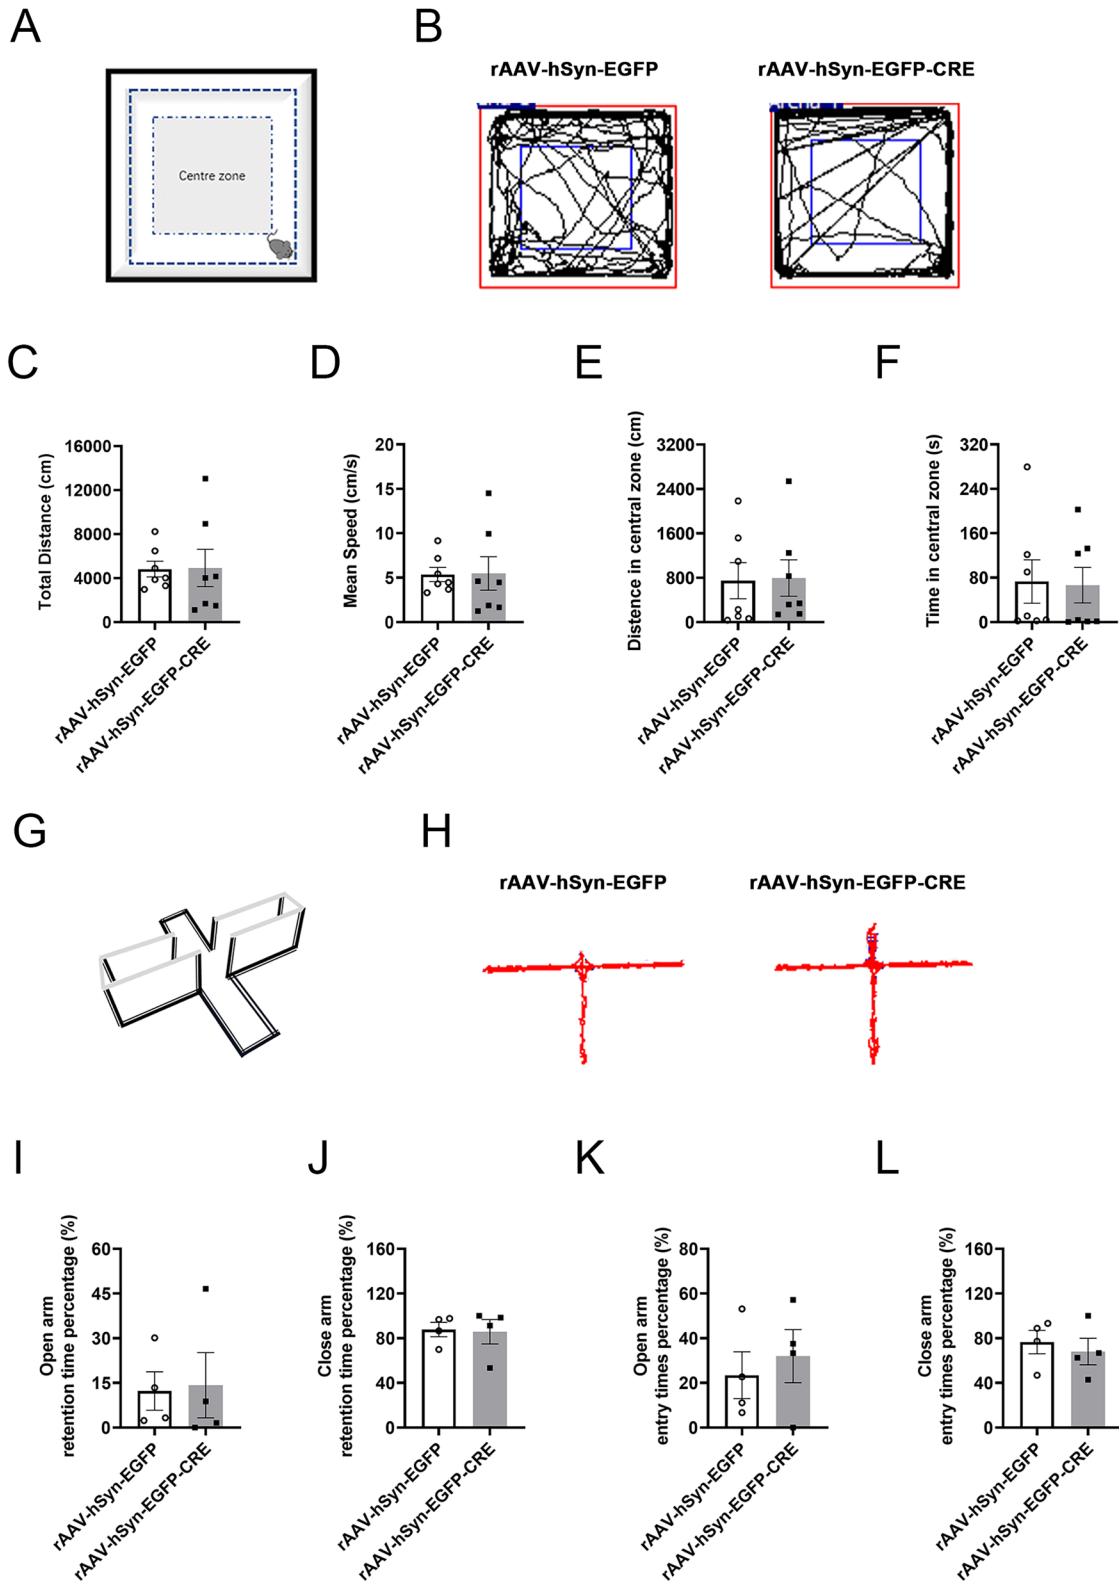 A
B
rAAV-hSyn-EGFP
rAAV-hSyn-EGFP-CRE
Centre zone
C
D
E
F
Total Distance (cm)
16000
12000
8000
4000
0
rAAV-hSyn-EGFP
rAAV-hSyn-EGFP-CRE
Mean Speed (cm/s)
20
15
10
5
0
rAAV-hSyn-EGFP
rAAV-hSyn-EGFP-CRE
Distence in central zone (cm)
3200
2400
1600
800
0
rAAV-hSyn-EGFP
rAAV-hSyn-EGFP-CRE
Time in central zone (s)
320
240
160
80
0
rAAV-hSyn-EGFP
rAAV-hSyn-EGFP-CRE
G
H
rAAV-hSyn-EGFP
rAAV-hSyn-EGFP-CRE
I
J
K
L
Open arm
retention time percentage (%)
60
45
30
15
0
rAAV-hSyn-EGFP
rAAV-hSyn-EGFP-CRE
Close arm
retention time percentage (%)
160
120
80
40
0
rAAV-hSyn-EGFP
rAAV-hSyn-EGFP-CRE
Open arm
entry times percentage (%)
80
60
40
20
0
rAAV-hSyn-EGFP
rAAV-hSyn-EGFP-CRE
Close arm
entry times percentage (%)
160
120
80
40
0
rAAV-hSyn-EGFP
rAAV-hSyn-EGFP-CRE